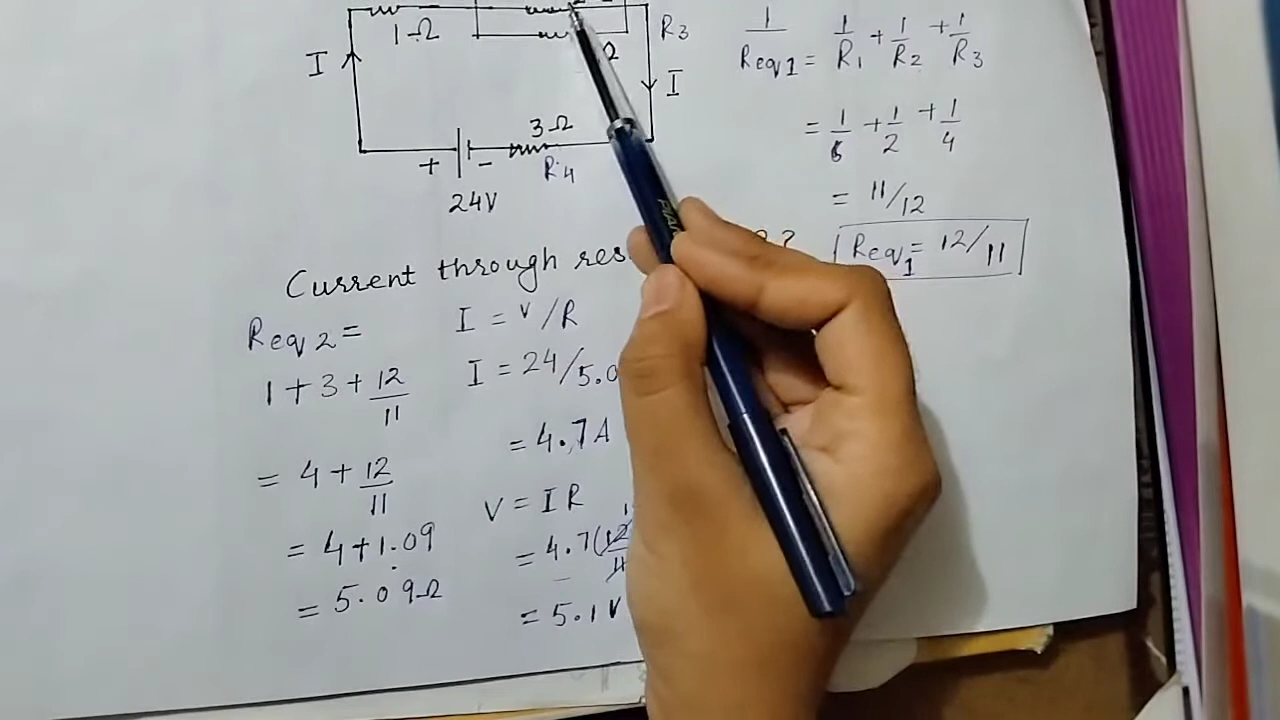 1Ω
R3
Ω
I
I
3Ω
+ - R4
24V
1/Req1 = 1/R1 + 1/R2 + 1/R3
= 1/6 + 1/2 + 1/4
= 11/12
Req1 = 12/11
Current through res ?
Req2 =
1 + 3 + 12/11
= 4 + 12/11
= 4+1.09
= 5.09Ω
I = V/R
I = 24/5.0
= 4.7A
V = IR
= 4.7(12/11
= 5.1V